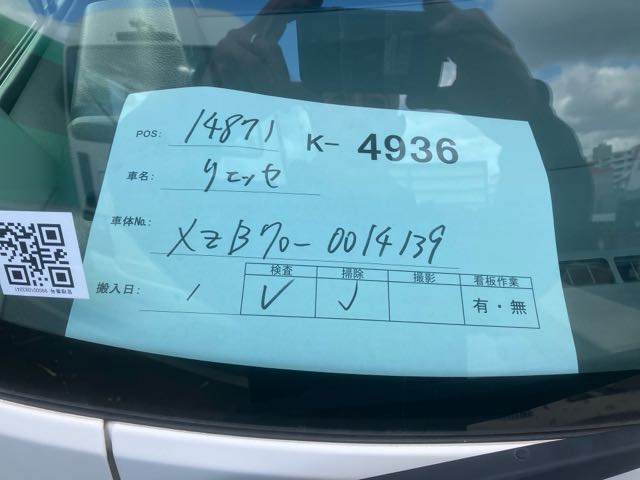 POS: 14871 K- 4936
車名: リエッセ
車体No.: XZB70-0014139
検査 掃除 撮影 看板作業
搬入日: / ✓ ✓ 有・無